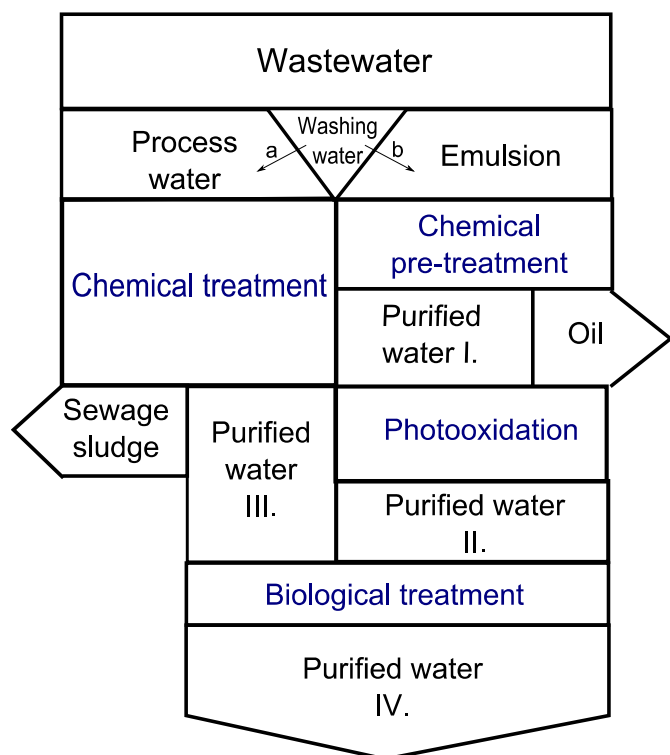 Wastewater
Process
water
a
Washing
water
b
Emulsion
Chemical treatment
Chemical
pre-treatment
Purified
water I.
Oil
Sewage
sludge
Purified
water
III.
Photooxidation
Purified water
II.
Biological treatment
Purified water
IV.